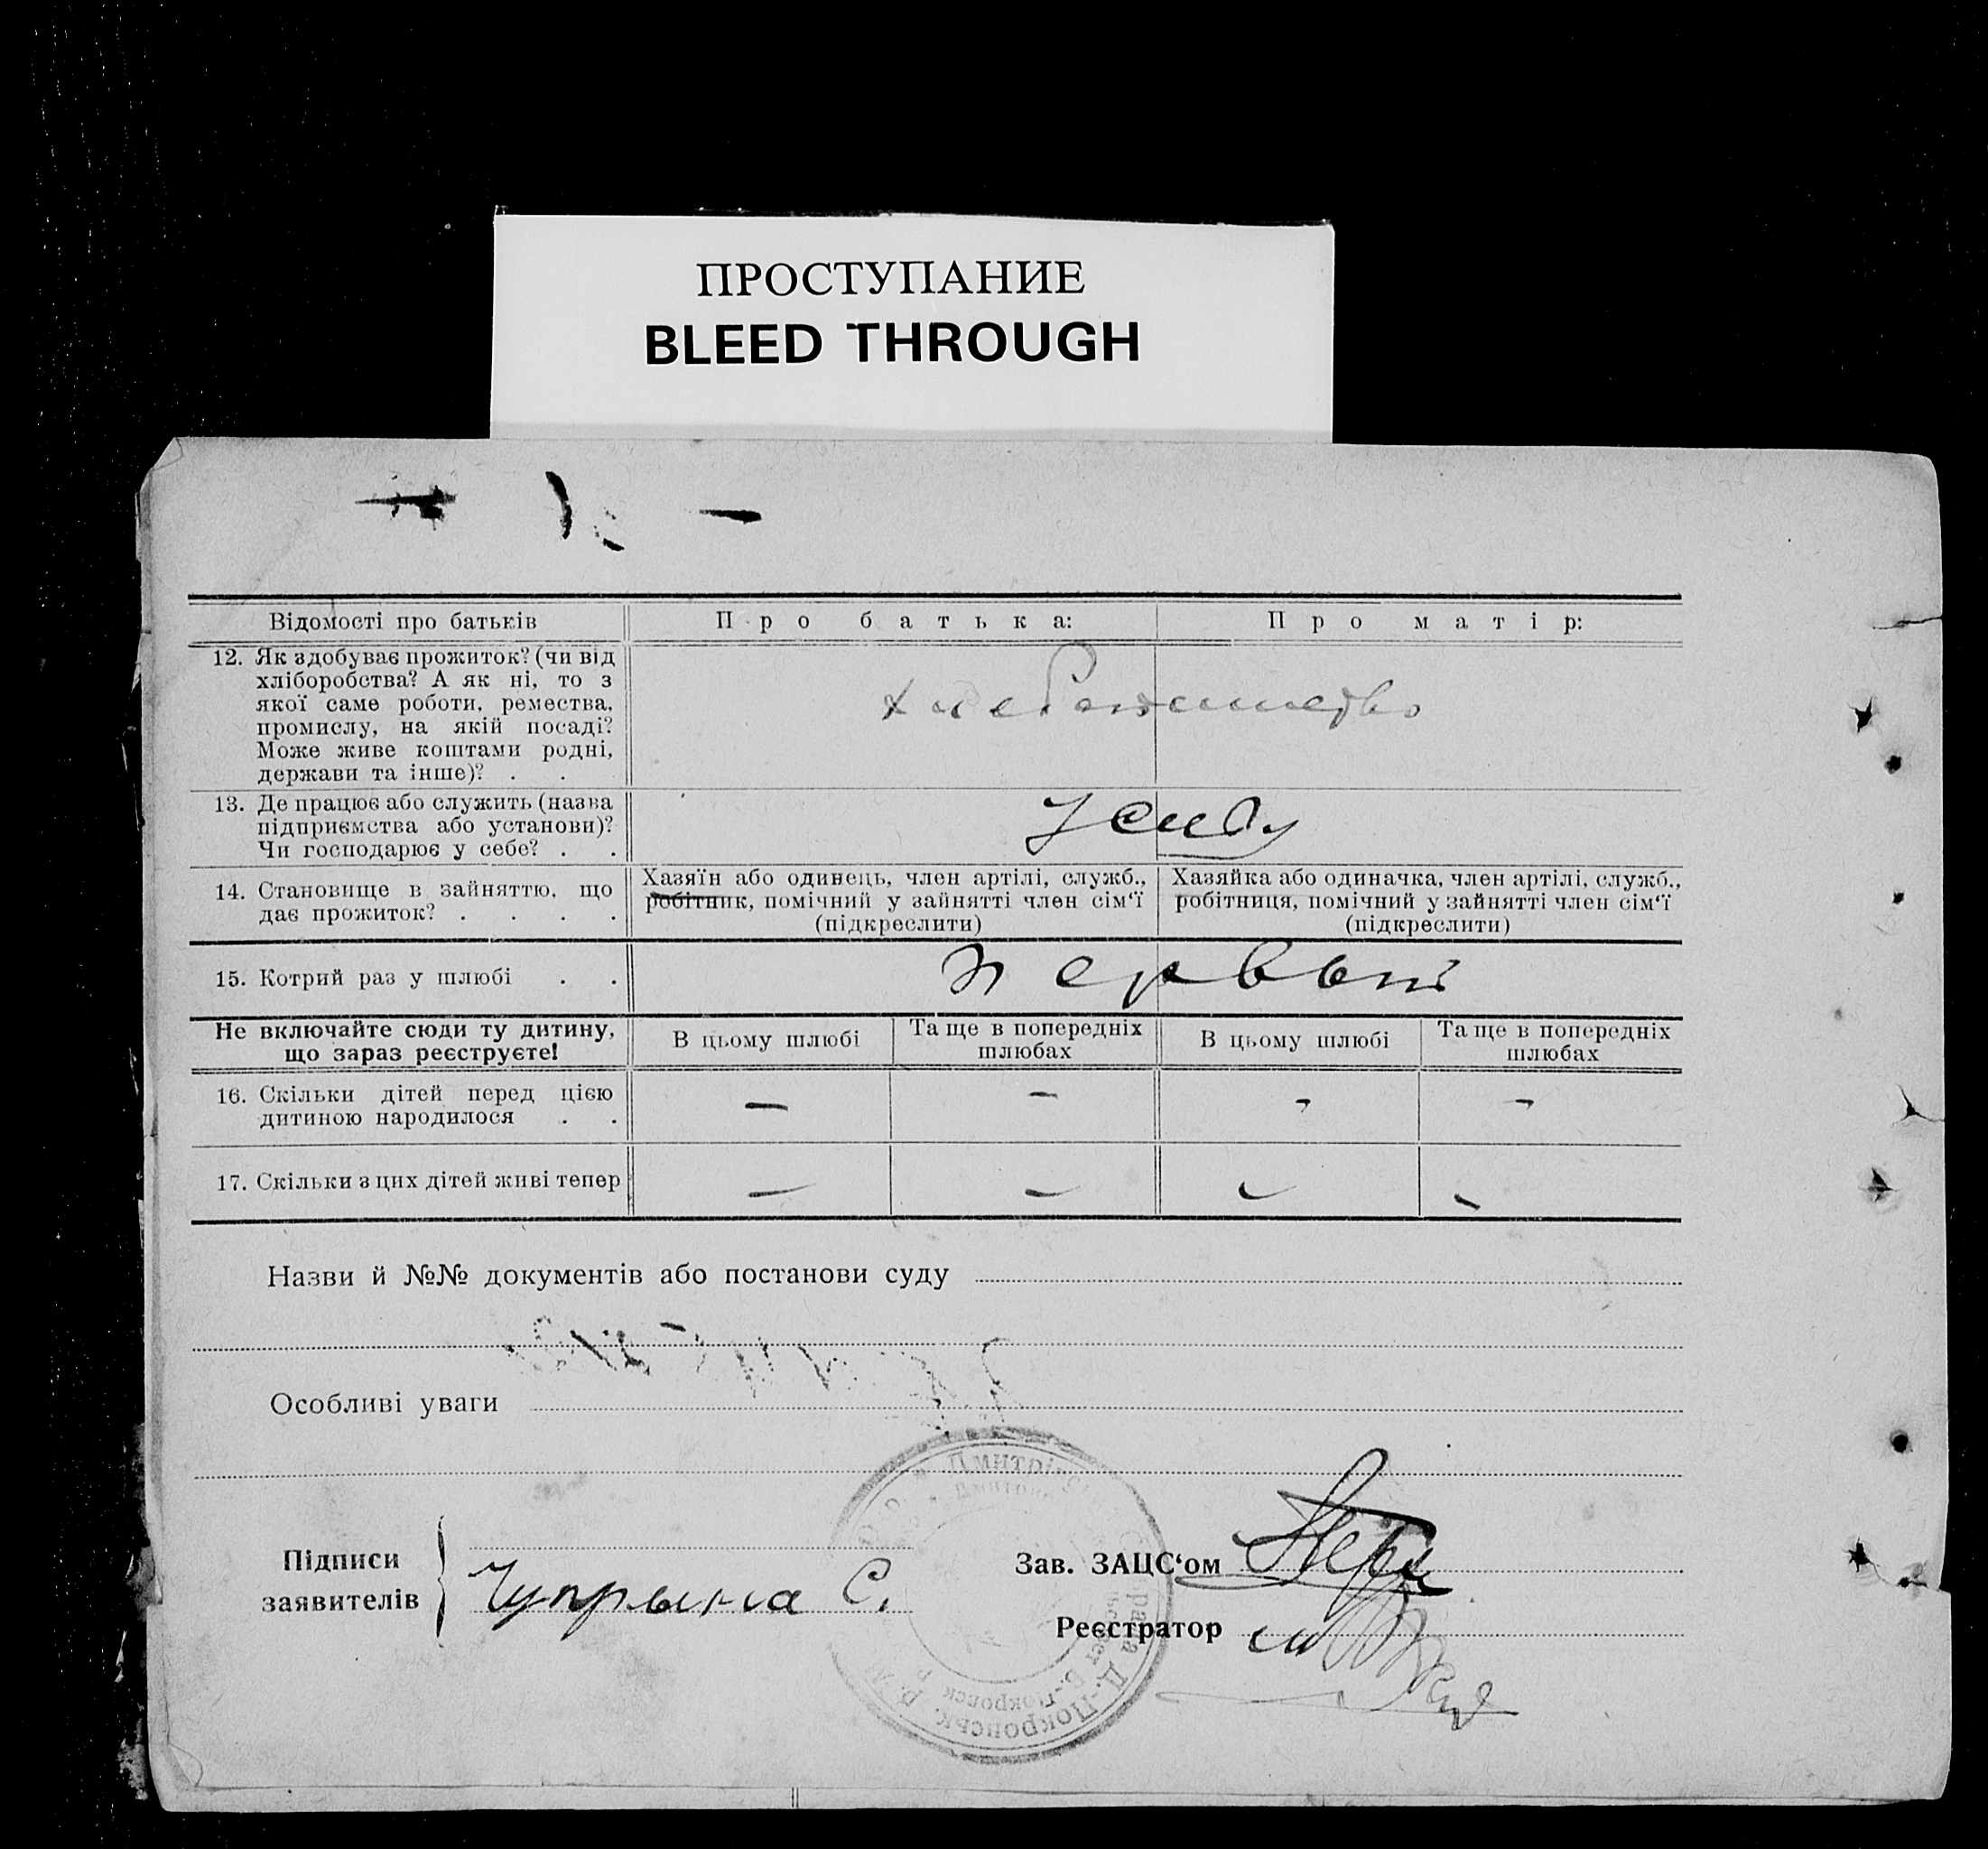 ПРОСТУПАНИЕ
BLEED THROUGH
Відомості про батьків
Про батька:
Про матір:
12. Як здобуває прожиток? (чи від
хліборобства? А як ні, то з
якої саме роботи, ремества,
промислу, на якій посаді?
Може живе коштами родні,
держави та інше)? . .
хлебопашество
13. Де працює або служить (назва
підприємства або установи)?
Чи господарює у себе? . .
У себя
14. Становище в зайняттю, що
дає прожиток? . . . .
Хазяїн або одинець, член артілі, служб.,
робітник, помічний у зайнятті член сім‘ї
(підкреслити)
Хазяйка або одиначка, член артілі, служб.,
робітниця, помічний у зайнятті член сім‘ї
(підкреслити)
15. Котрий раз у шлюбі . .
первый
Не включайте сюди ту дитину,
що зараз реєструєте!
В цьому шлюбі
Та ще в попередніх
шлюбах
В цьому шлюбі
Та ще в попередніх
шлюбах
16. Скільки дітей перед цією
дитиною народилося . .
— — — —
17. Скільки з цих дітей живі тепер
— — — —
Назви й №№ документів або постанови суду
Особливі уваги
Підписи
заявителів
Чупрына С.
Зав. ЗАЦС‘ом
Реєстратор